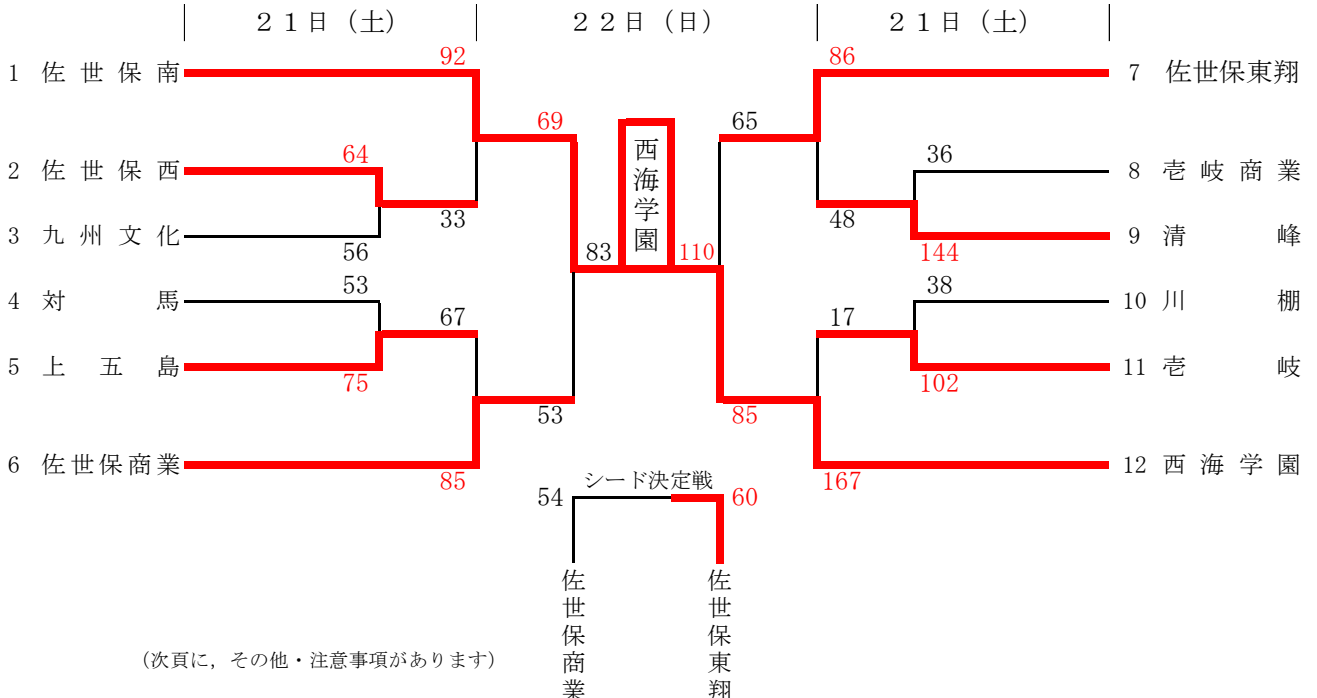 21日（土）
22日（日）
21日（土）
92
86
1 佐世保南
7 佐世保東翔
69
65
西海学園
64
36
2 佐世保西
8 壱岐商業
33
48
3 九州文化
9 清峰
56
83
110
144
53
38
4 対馬
10 川棚
67
17
5 上五島
11 壱岐
75
102
53
85
6 佐世保商業
12 西海学園
85
167
シード決定戦
54
60
佐世保商業
佐世保東翔
（次頁に，その他・注意事項があります）